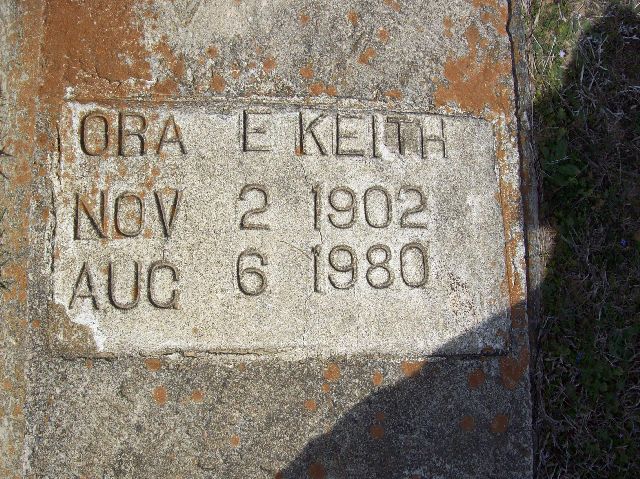 ORA E KEITH
NOV 2 1902
AUG 6 1980